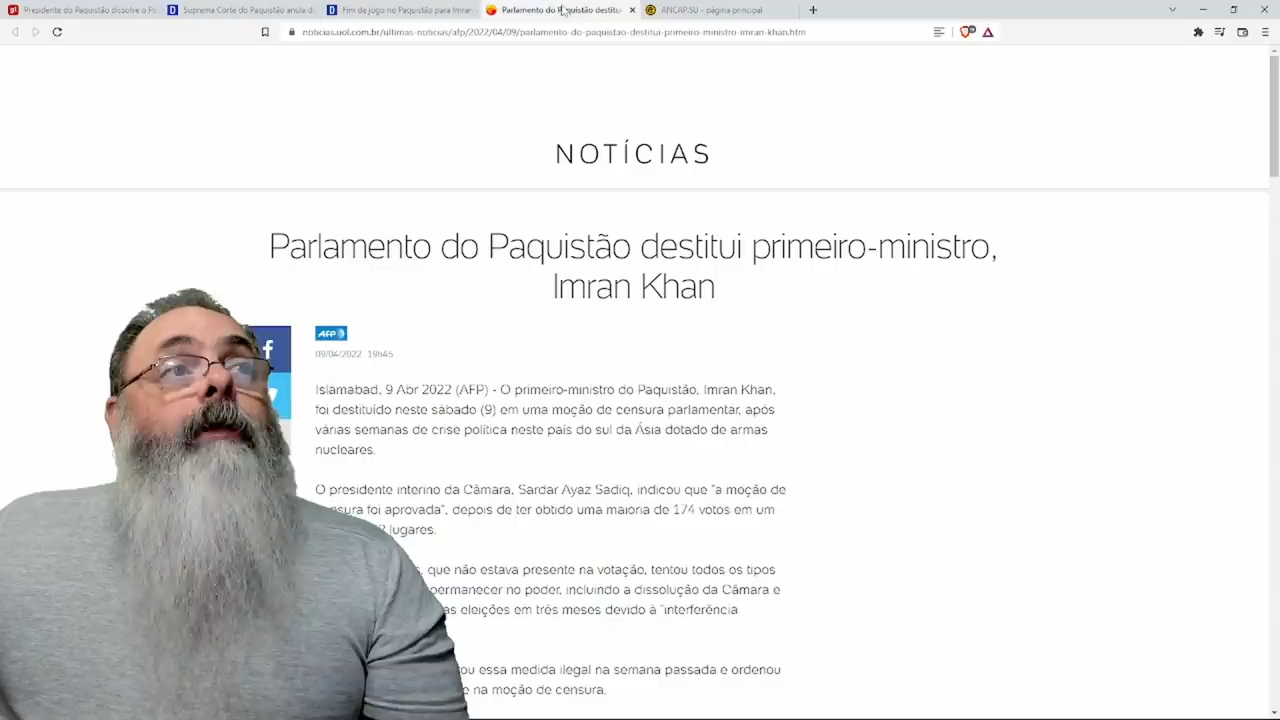 Presidente do Paquistão dissolve o Pa
Suprema Corte do Paquistão anula di
Fim de jogo no Paquistão para Imran
Parlamento do Paquistão destitui
ANCAP.SU - página principal
noticias.uol.com.br/ultimas-noticias/afp/2022/04/09/parlamento-do-paquistao-destitui-primeiro-ministro-imran-khan.htm
NOTÍCIAS
Parlamento do Paquistão destitui primeiro-ministro,
Imran Khan
f
AFP
09/04/2022 19h45
Islamabad, 9 Abr 2022 (AFP) - O primeiro-ministro do Paquistão, Imran Khan,
foi destituído neste sábado (9) em uma moção de censura parlamentar, após
várias semanas de crise política neste país do sul da Ásia dotado de armas
nucleares.
O presidente interino da Câmara, Sardar Ayaz Sadiq, indicou que "a moção de
nsura foi aprovada", depois de ter obtido uma maioria de 174 votos em um
lugares.
que não estava presente na votação, tentou todos os tipos
permanecer no poder, incluindo a dissolução da Câmara e
as eleições em três meses devido à "interferência
ou essa medida ilegal na semana passada e ordenou
e na moção de censura.